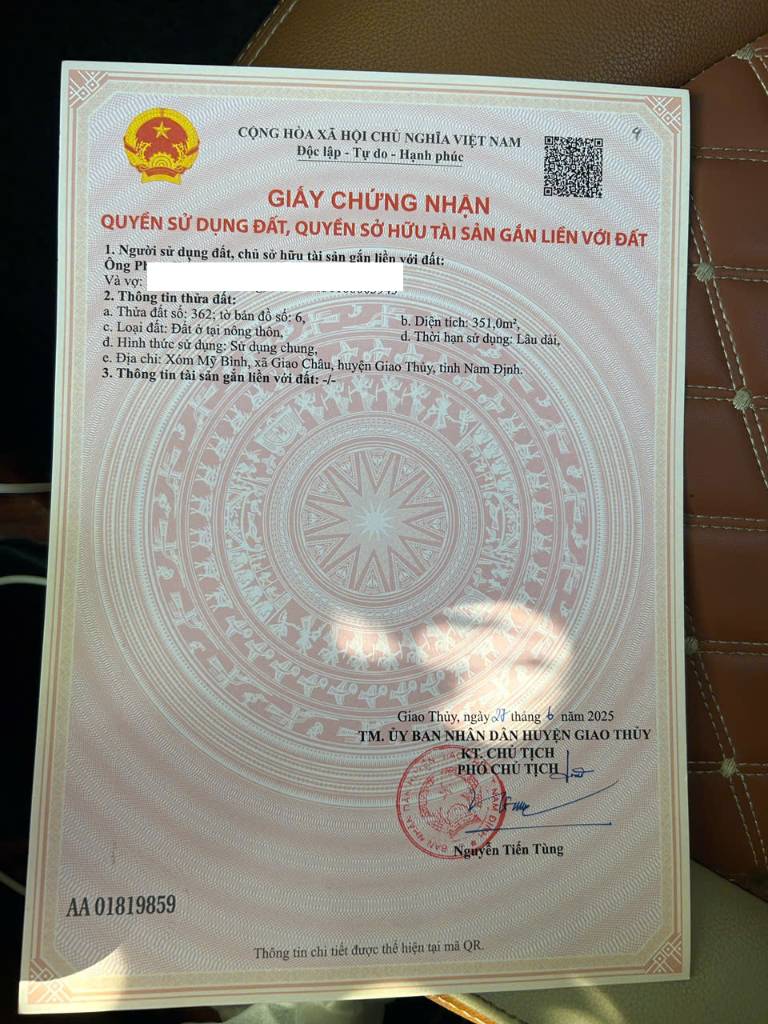 CỘNG HÒA XÃ HỘI CHỦ NGHĨA VIỆT NAM
Độc lập - Tự do - Hạnh phúc
9
GIẤY CHỨNG NHẬN
QUYỀN SỬ DỤNG ĐẤT, QUYỀN SỞ HỮU TÀI SẢN GẮN LIỀN VỚI ĐẤT
1. Người sử dụng đất, chủ sở hữu tài sản gắn liền với đất:
Ông
Và vợ:
2. Thông tin thửa đất:
a. Thửa đất số: 362; tờ bản đồ số: 6,
b. Diện tích: 351,0m²,
c. Loại đất: Đất ở tại nông thôn,
d. Thời hạn sử dụng: Lâu dài,
đ. Hình thức sử dụng: Sử dụng chung,
e. Địa chỉ: Xóm Mỹ Bình, xã Giao Châu, huyện Giao Thủy, tỉnh Nam Định.
3. Thông tin tài sản gắn liền với đất: -/-
Giao Thủy, ngày 27 tháng 6 năm 2025
TM. ỦY BAN NHÂN DÂN HUYỆN GIAO THỦY
KT. CHỦ TỊCH
PHÓ CHỦ TỊCH
Nguyễn Tiến Tùng
AA 01819859
Thông tin chi tiết được thể hiện tại mã QR.